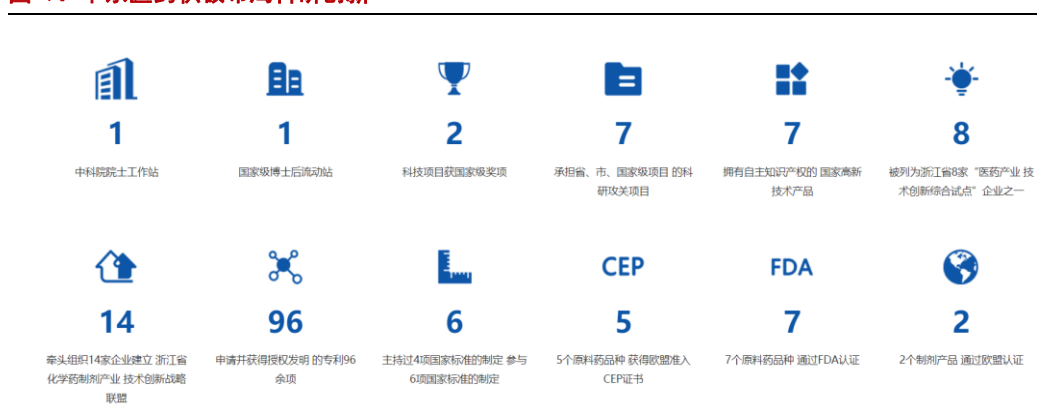 1
1
2
7
7
8
中科院院士工作站
国家级博士后流动站
科技项目获国家级奖项
承担省、市、国家级项目 的科
研攻关项目
拥有自主知识产权的 国家高新
技术产品
被列为浙江省8家“医药产业 技
术创新综合试点”企业之一
CEP
FDA
14
96
6
5
7
2
牵头组织14家企业建立 浙江省
化学药制剂产业 技术创新战略
联盟
申请并获得授权发明 的专利96
余项
主持过4项国家标准的制定 参与
6项国家标准的制定
5个原料药品种 获得欧盟准入
CEP证书
7个原料药品种 通过FDA认证
2个制剂产品 通过欧盟认证